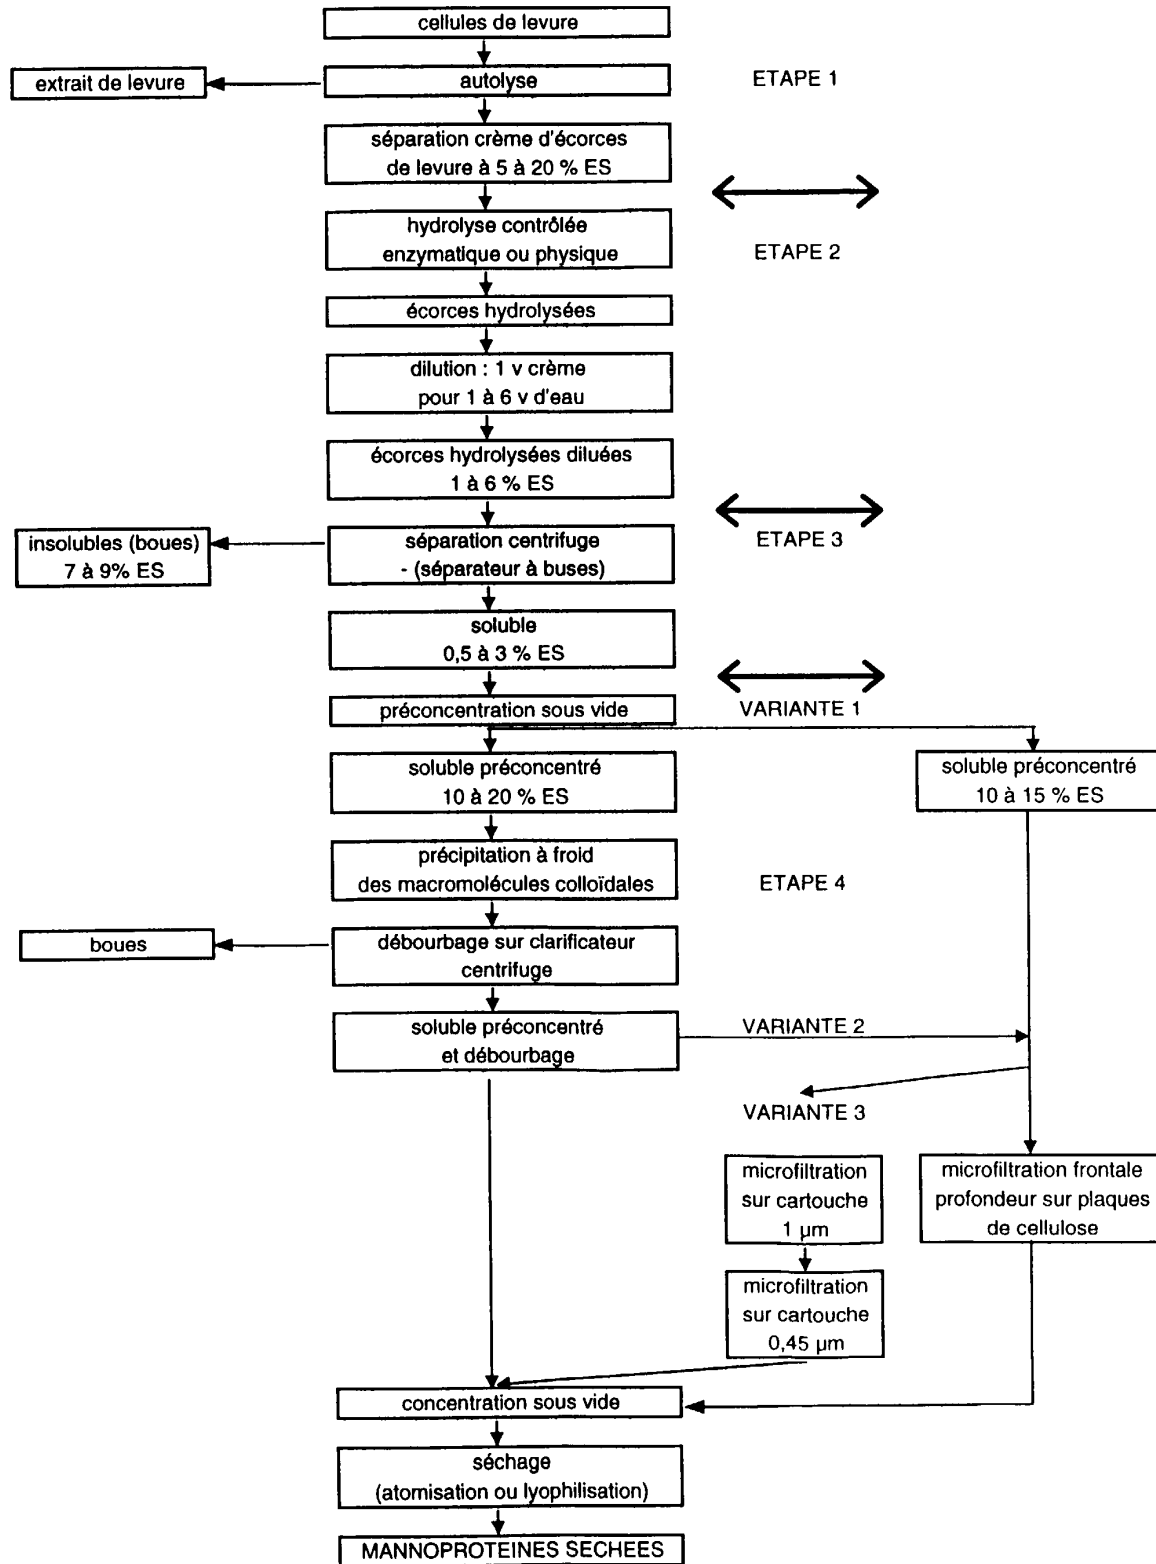 cellules de levure
extrait de levure
autolyse
ETAPE 1
séparation crème d'écorces
de levure à 5 à 20 % ES
hydrolyse contrôlée
enzymatique ou physique
ETAPE 2
écorces hydrolysées
dilution : 1 v crème
pour 1 à 6 v d'eau
écorces hydrolysées diluées
1 à 6 % ES
insolubles (boues)
7 à 9% ES
séparation centrifuge
- (séparateur à buses)
ETAPE 3
soluble
0,5 à 3 % ES
préconcentration sous vide
VARIANTE 1
soluble préconcentré
10 à 20 % ES
soluble préconcentré
10 à 15 % ES
précipitation à froid
des macromolécules colloïdales
ETAPE 4
boues
débourbage sur clarificateur
centrifuge
soluble préconcentré
et débourbage
VARIANTE 2
VARIANTE 3
microfiltration
sur cartouche
1 µm
microfiltration frontale
profondeur sur plaques
de cellulose
microfiltration
sur cartouche
0,45 µm
concentration sous vide
séchage
(atomisation ou lyophilisation)
MANNOPROTEINES SECHEES